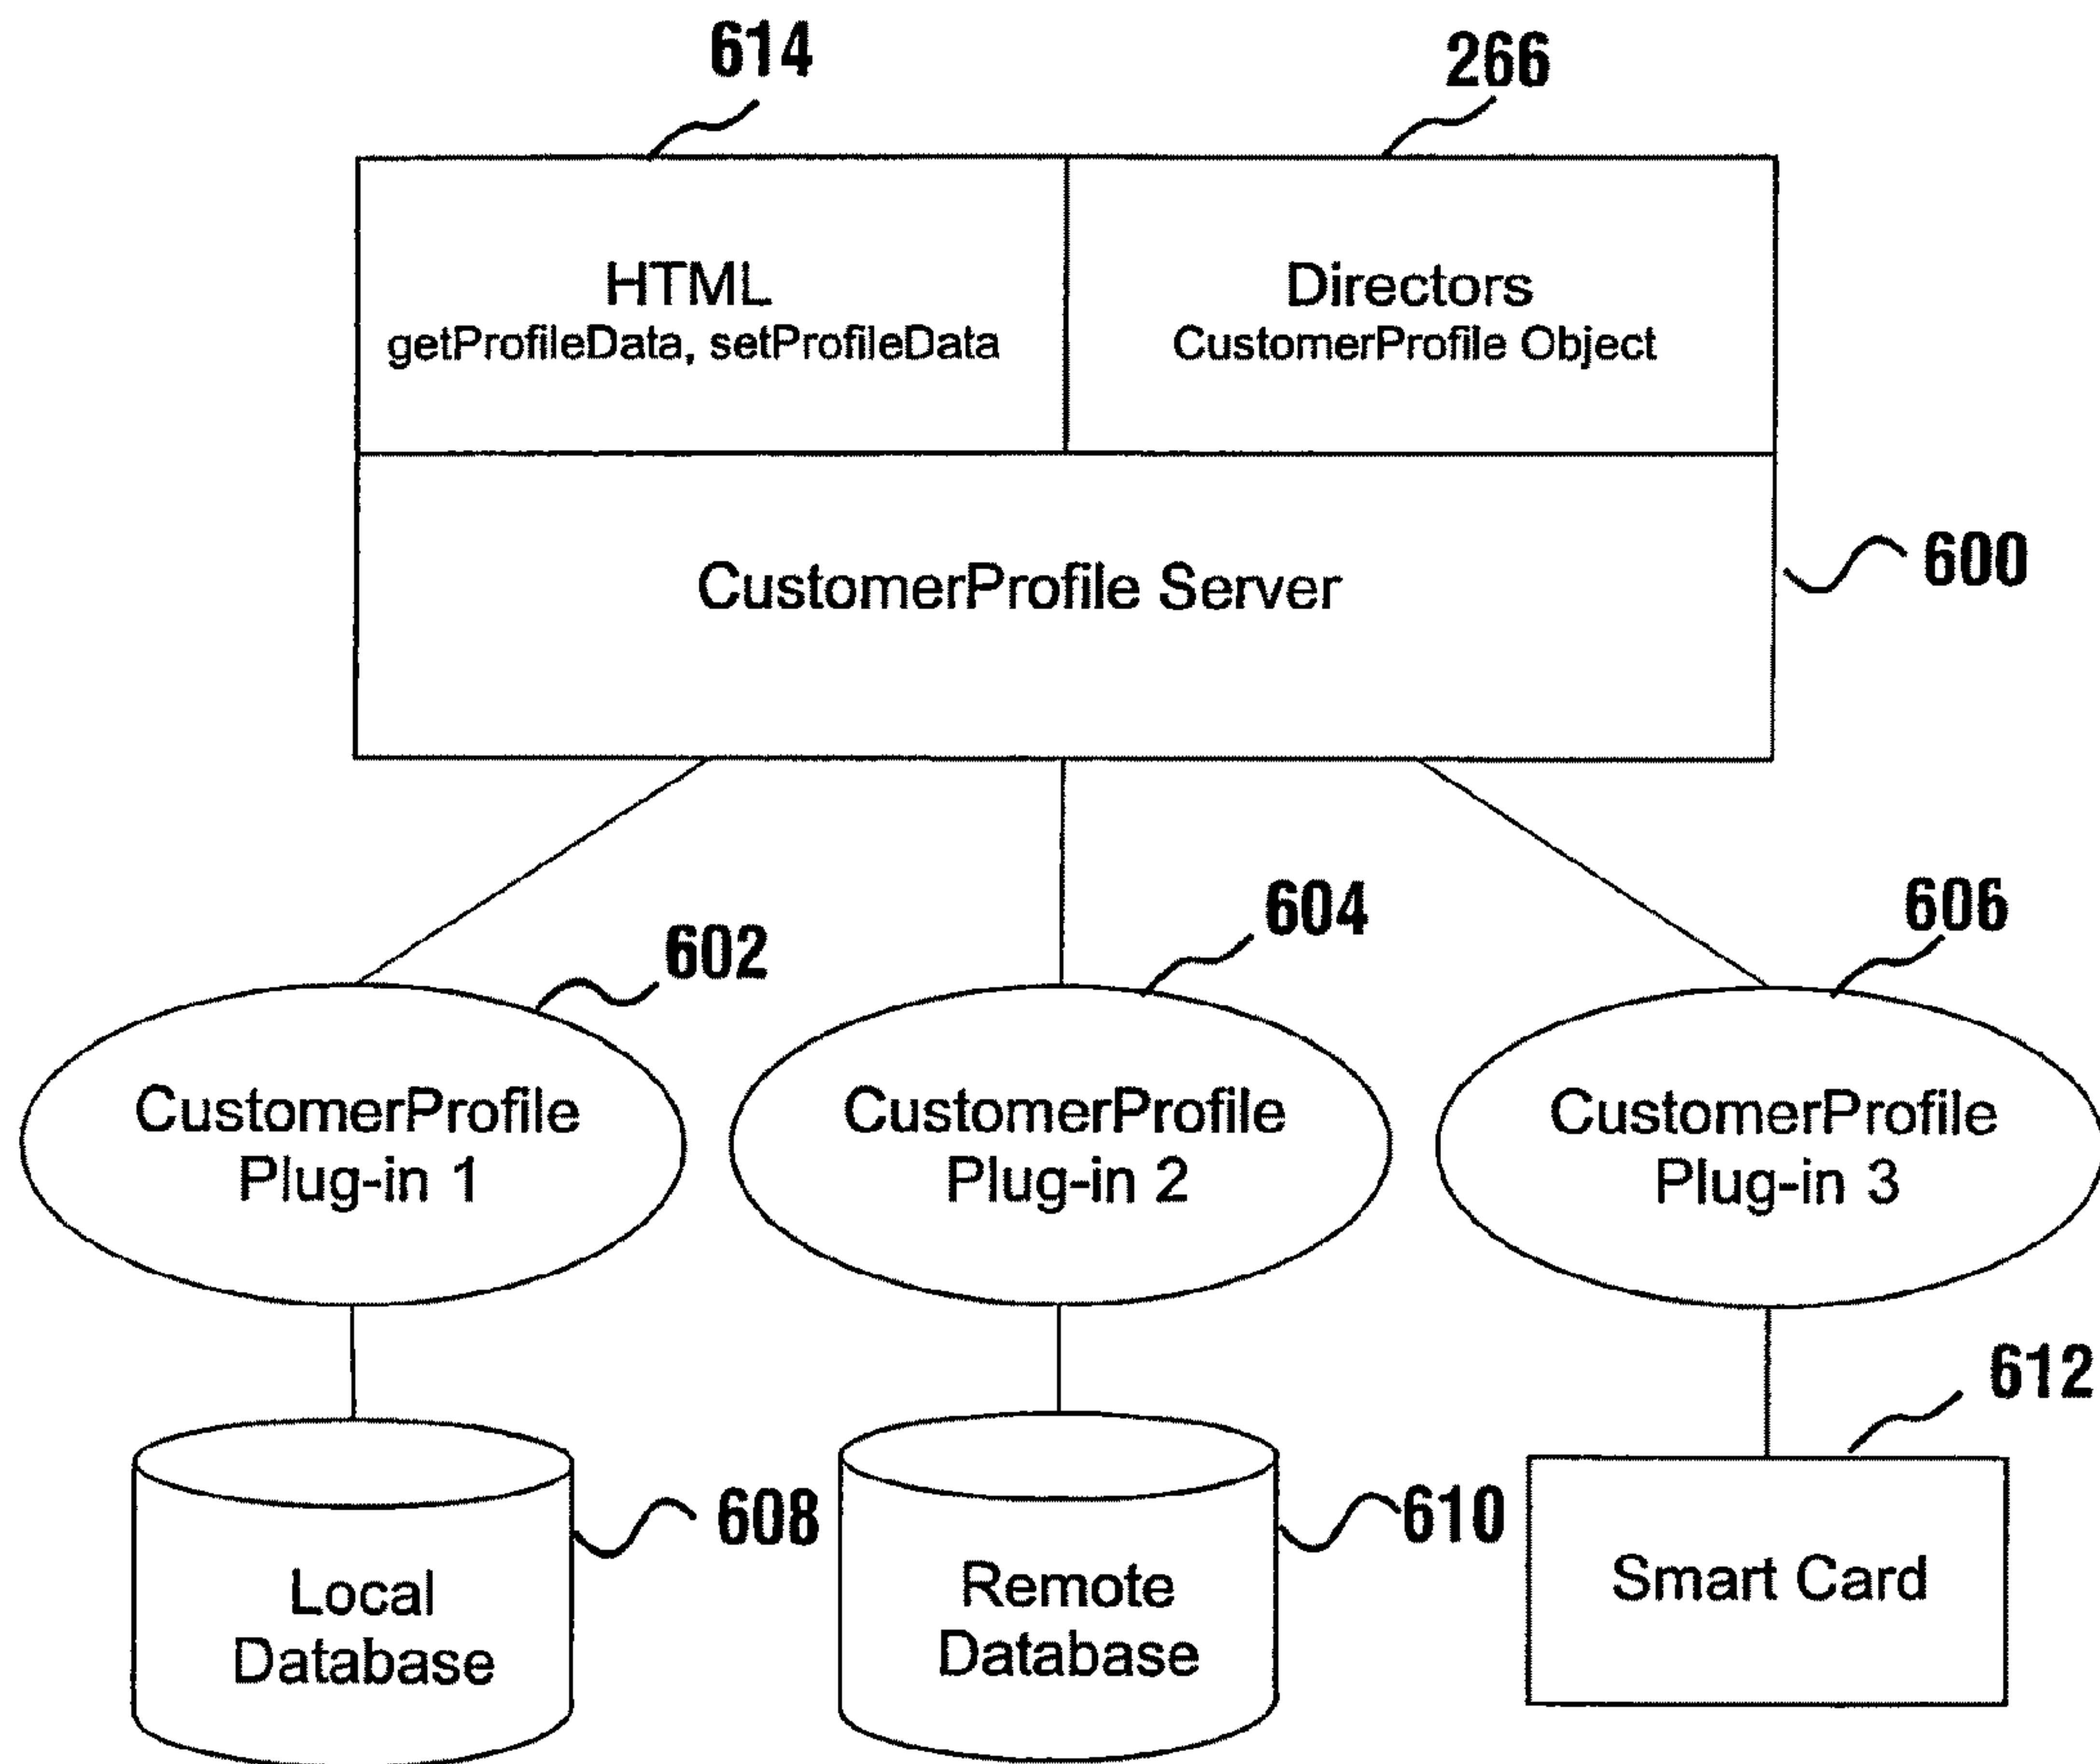 614
266
HTML
getProfileData, setProfileData
Directors
CustomerProfile Object
CustomerProfile Server
600
602
604
606
CustomerProfile
Plug-in 1
CustomerProfile
Plug-in 2
CustomerProfile
Plug-in 3
612
608
610
Local
Database
Remote
Database
Smart Card